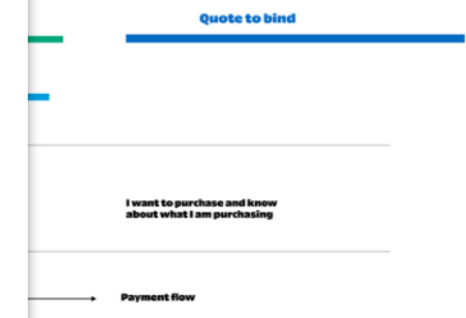 Quote to bind
I want to purchase and know
about what I am purchasing
Payment flow